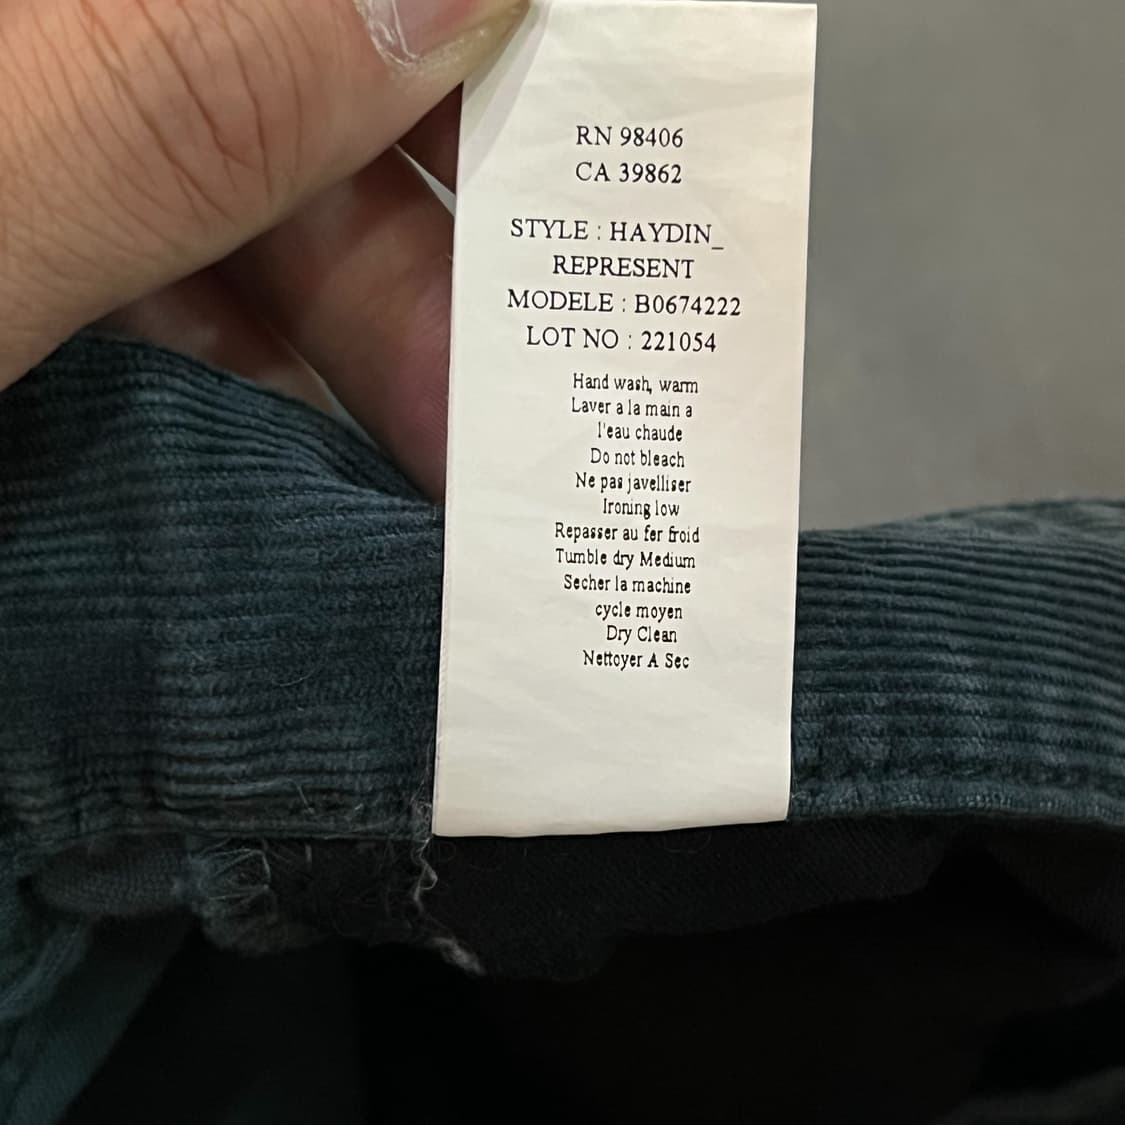 RN 98406
CA 39862
STYLE : HAYDIN_
REPRESENT
MODELE : B0674222
LOT NO : 221054
Hand wash, warm
Laver a la main a
l'eau chaude
Do not bleach
Ne pas javelliser
Ironing low
Repasser au fer froid
Tumble dry Medium
Secher la machine
cycle moyen
Dry Clean
Nettoyer A Sec